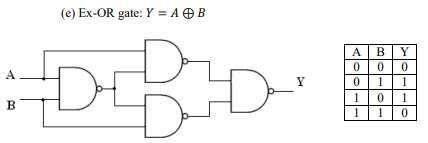 (e) Ex-OR gate: Y = A ⊕ B
A
B
Y
A B Y
0 0 0
0 1 1
1 0 1
1 1 0